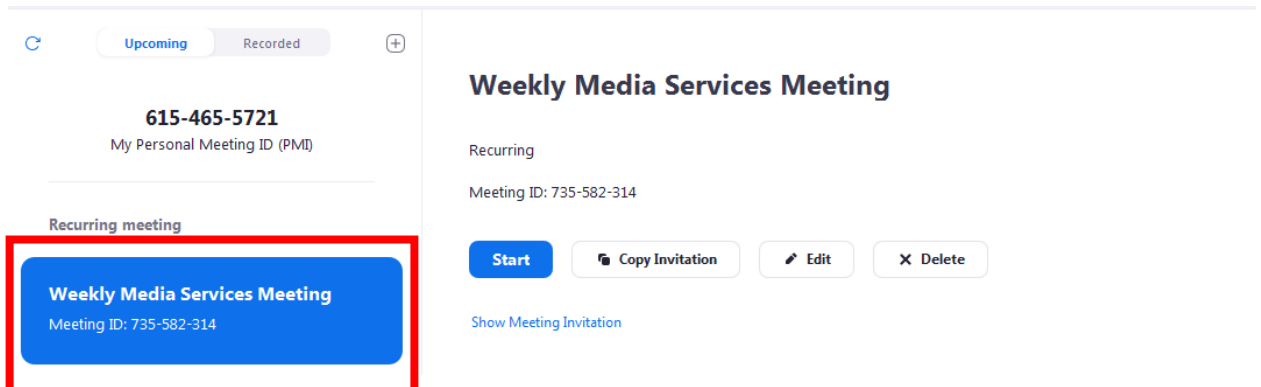 Upcoming
Recorded
615-465-5721
My Personal Meeting ID (PMI)
Recurring meeting
Weekly Media Services Meeting
Meeting ID: 735-582-314
Weekly Media Services Meeting
Recurring
Meeting ID: 735-582-314
Start
Copy Invitation
Edit
Delete
Show Meeting Invitation